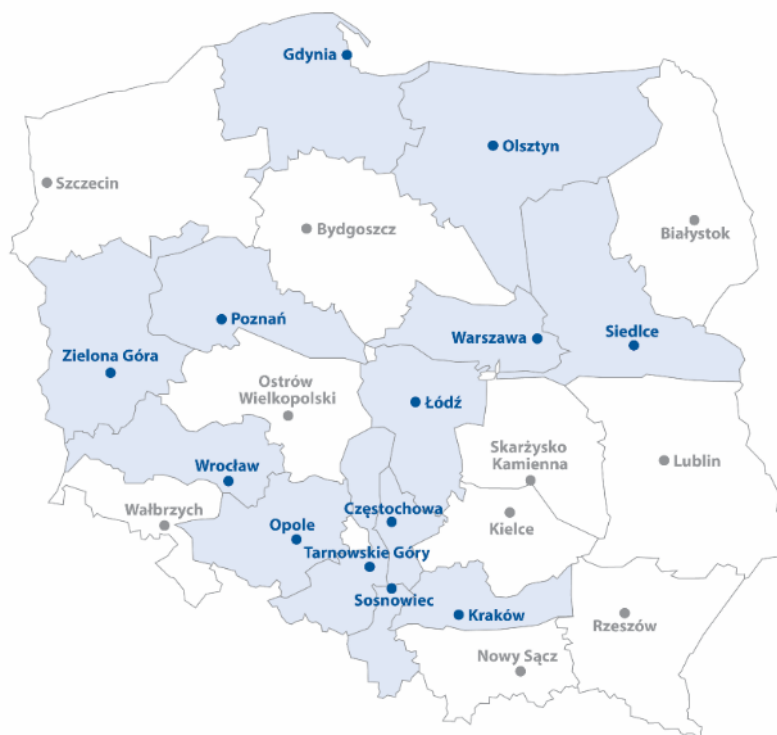 Gdynia
Olsztyn
Szczecin
Bydgoszcz
Białystok
Poznań
Warszawa
Siedlce
Zielona Góra
Ostrów
Wielkopolski
Łódź
Skarżysko
Kamienna
Lublin
Wrocław
Wałbrzych
Częstochowa
Opole
Kielce
Tarnowskie Góry
Sosnowiec
Kraków
Rzeszów
Nowy Sącz